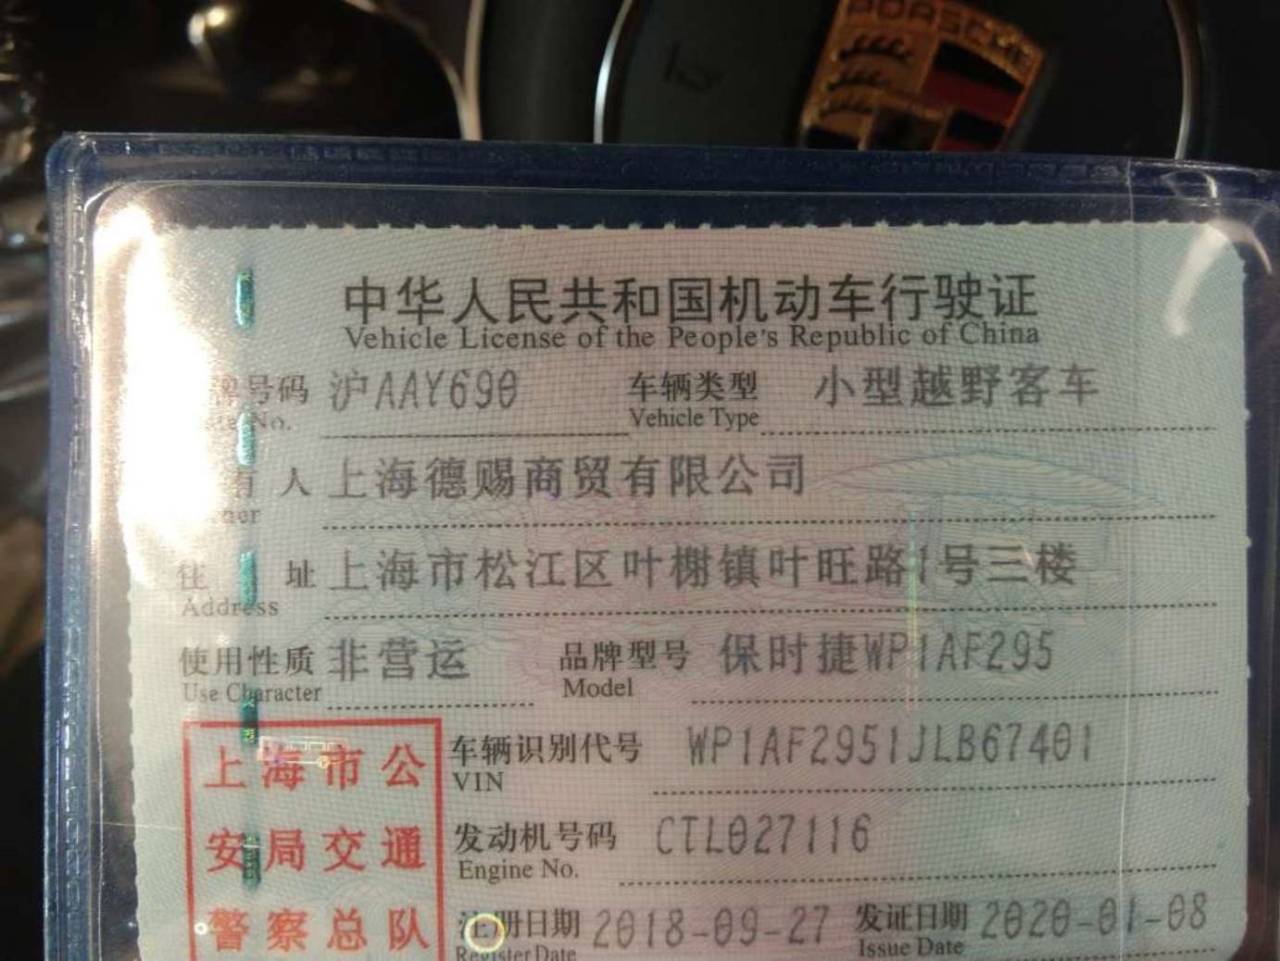 PORSCHE
中华人民共和国机动车行驶证
Vehicle License of the People's Republic of China
牌号码 沪AAY690 车辆类型 小型越野客车
No. Vehicle Type
有人 上海德赐商贸有限公司
住址 上海市松江区叶榭镇叶旺路1号三楼
Address
使用性质 非营运 品牌型号 保时捷WP1AF295
Use Character Model
上海市公 车辆识别代号 WP1AF2951JLB67401
VIN
安局交通 发动机号码 CTL027116
Engine No.
警察总队 注册日期 2018-09-27 发证日期 2020-01-08
Register Date Issue Date